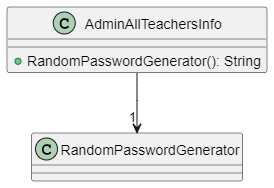 C AdminAllTeachersInfo
RandomPasswordGenerator(): String
1
C RandomPasswordGenerator